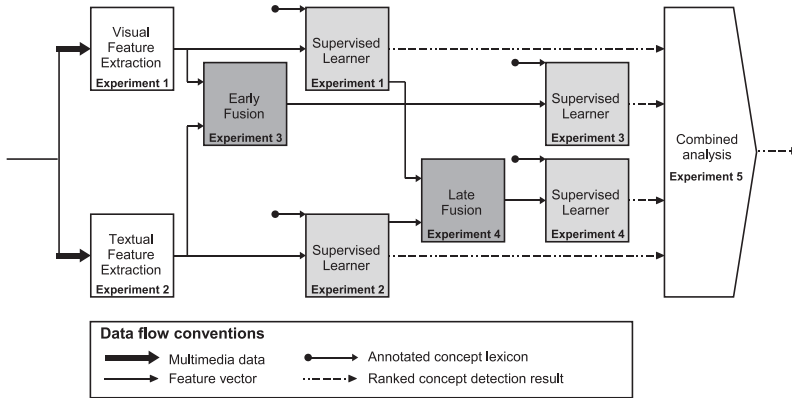 Visual
Feature
Extraction
Experiment 1
Supervised
Learner
Experiment 1
Early
Fusion
Experiment 3
Supervised
Learner
Experiment 3
Combined
analysis
Experiment 5
Late
Fusion
Experiment 4
Supervised
Learner
Experiment 4
Textual
Feature
Extraction
Experiment 2
Supervised
Learner
Experiment 2
Data flow conventions
Multimedia data
Annotated concept lexicon
Feature vector
Ranked concept detection result